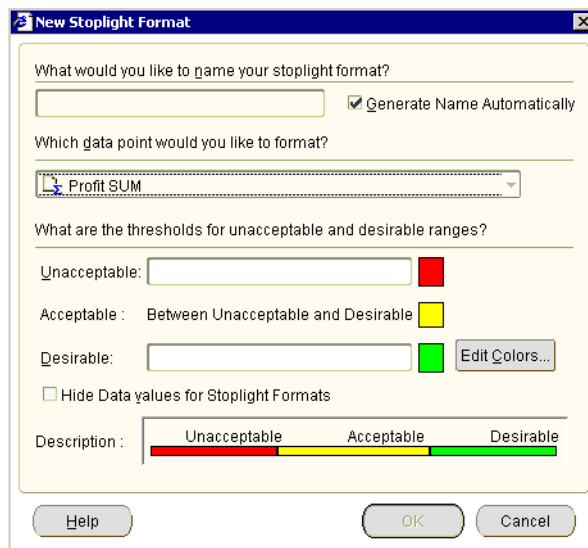 New Stoplight Format
What would you like to name your stoplight format?
Generate Name Automatically
Which data point would you like to format?
Profit SUM
What are the thresholds for unacceptable and desirable ranges?
Unacceptable:
Acceptable : Between Unacceptable and Desirable
Desirable: Edit Colors...
Hide Data values for Stoplight Formats
Description : Unacceptable Acceptable Desirable
Help OK Cancel